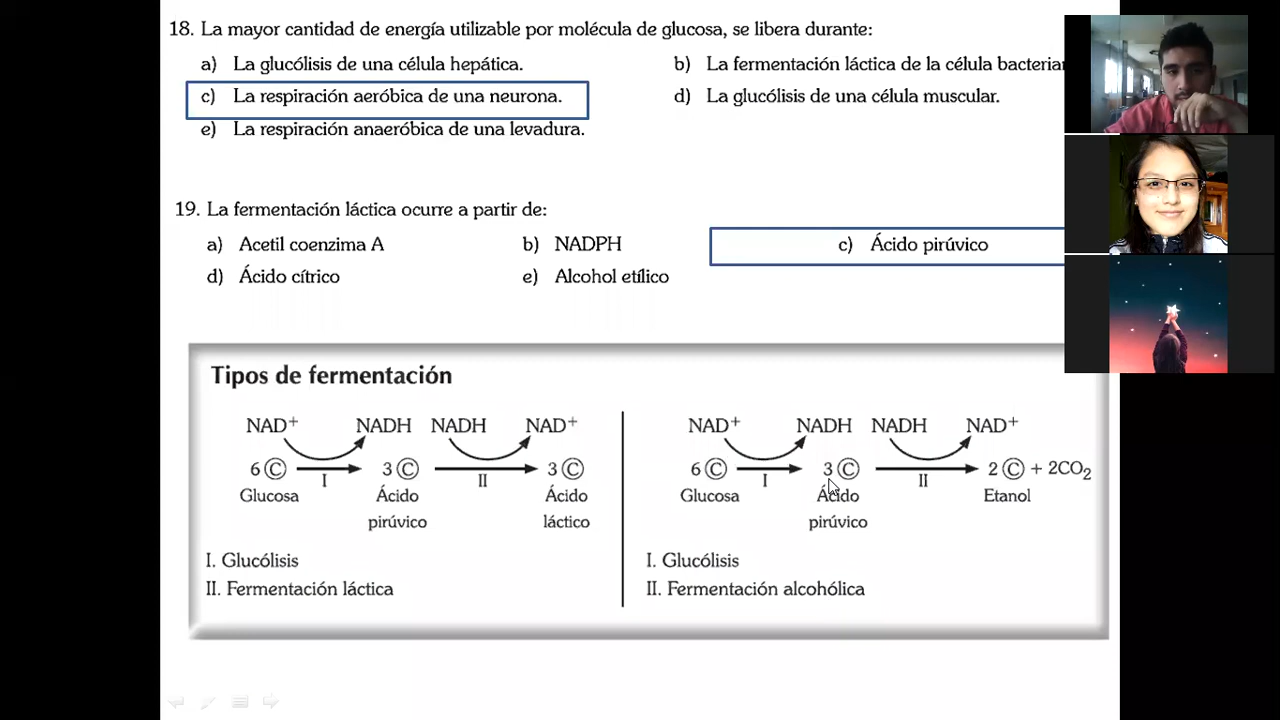 18. La mayor cantidad de energía utilizable por molécula de glucosa, se libera durante:
a) La glucólisis de una célula hepática.
b) La fermentación láctica de la célula
c) La respiración aeróbica de una neurona.
d) La glucólisis de una célula muscular.
e) La respiración anaeróbica de una levadura.
19. La fermentación láctica ocurre a partir de:
a) Acetil coenzima A
b) NADPH
c) Ácido pirúvico
d) Ácido cítrico
e) Alcohol etílico
Tipos de fermentación
NAD+ NADH NADH NAD+
6 C I 3 C II 3 C
Glucosa Ácido pirúvico Ácido láctico
I. Glucólisis
II. Fermentación láctica
NAD+ NADH NADH NAD+
6 C I 3 C II 2 C + 2CO2
Glucosa Ácido pirúvico Etanol
I. Glucólisis
II. Fermentación alcohólica